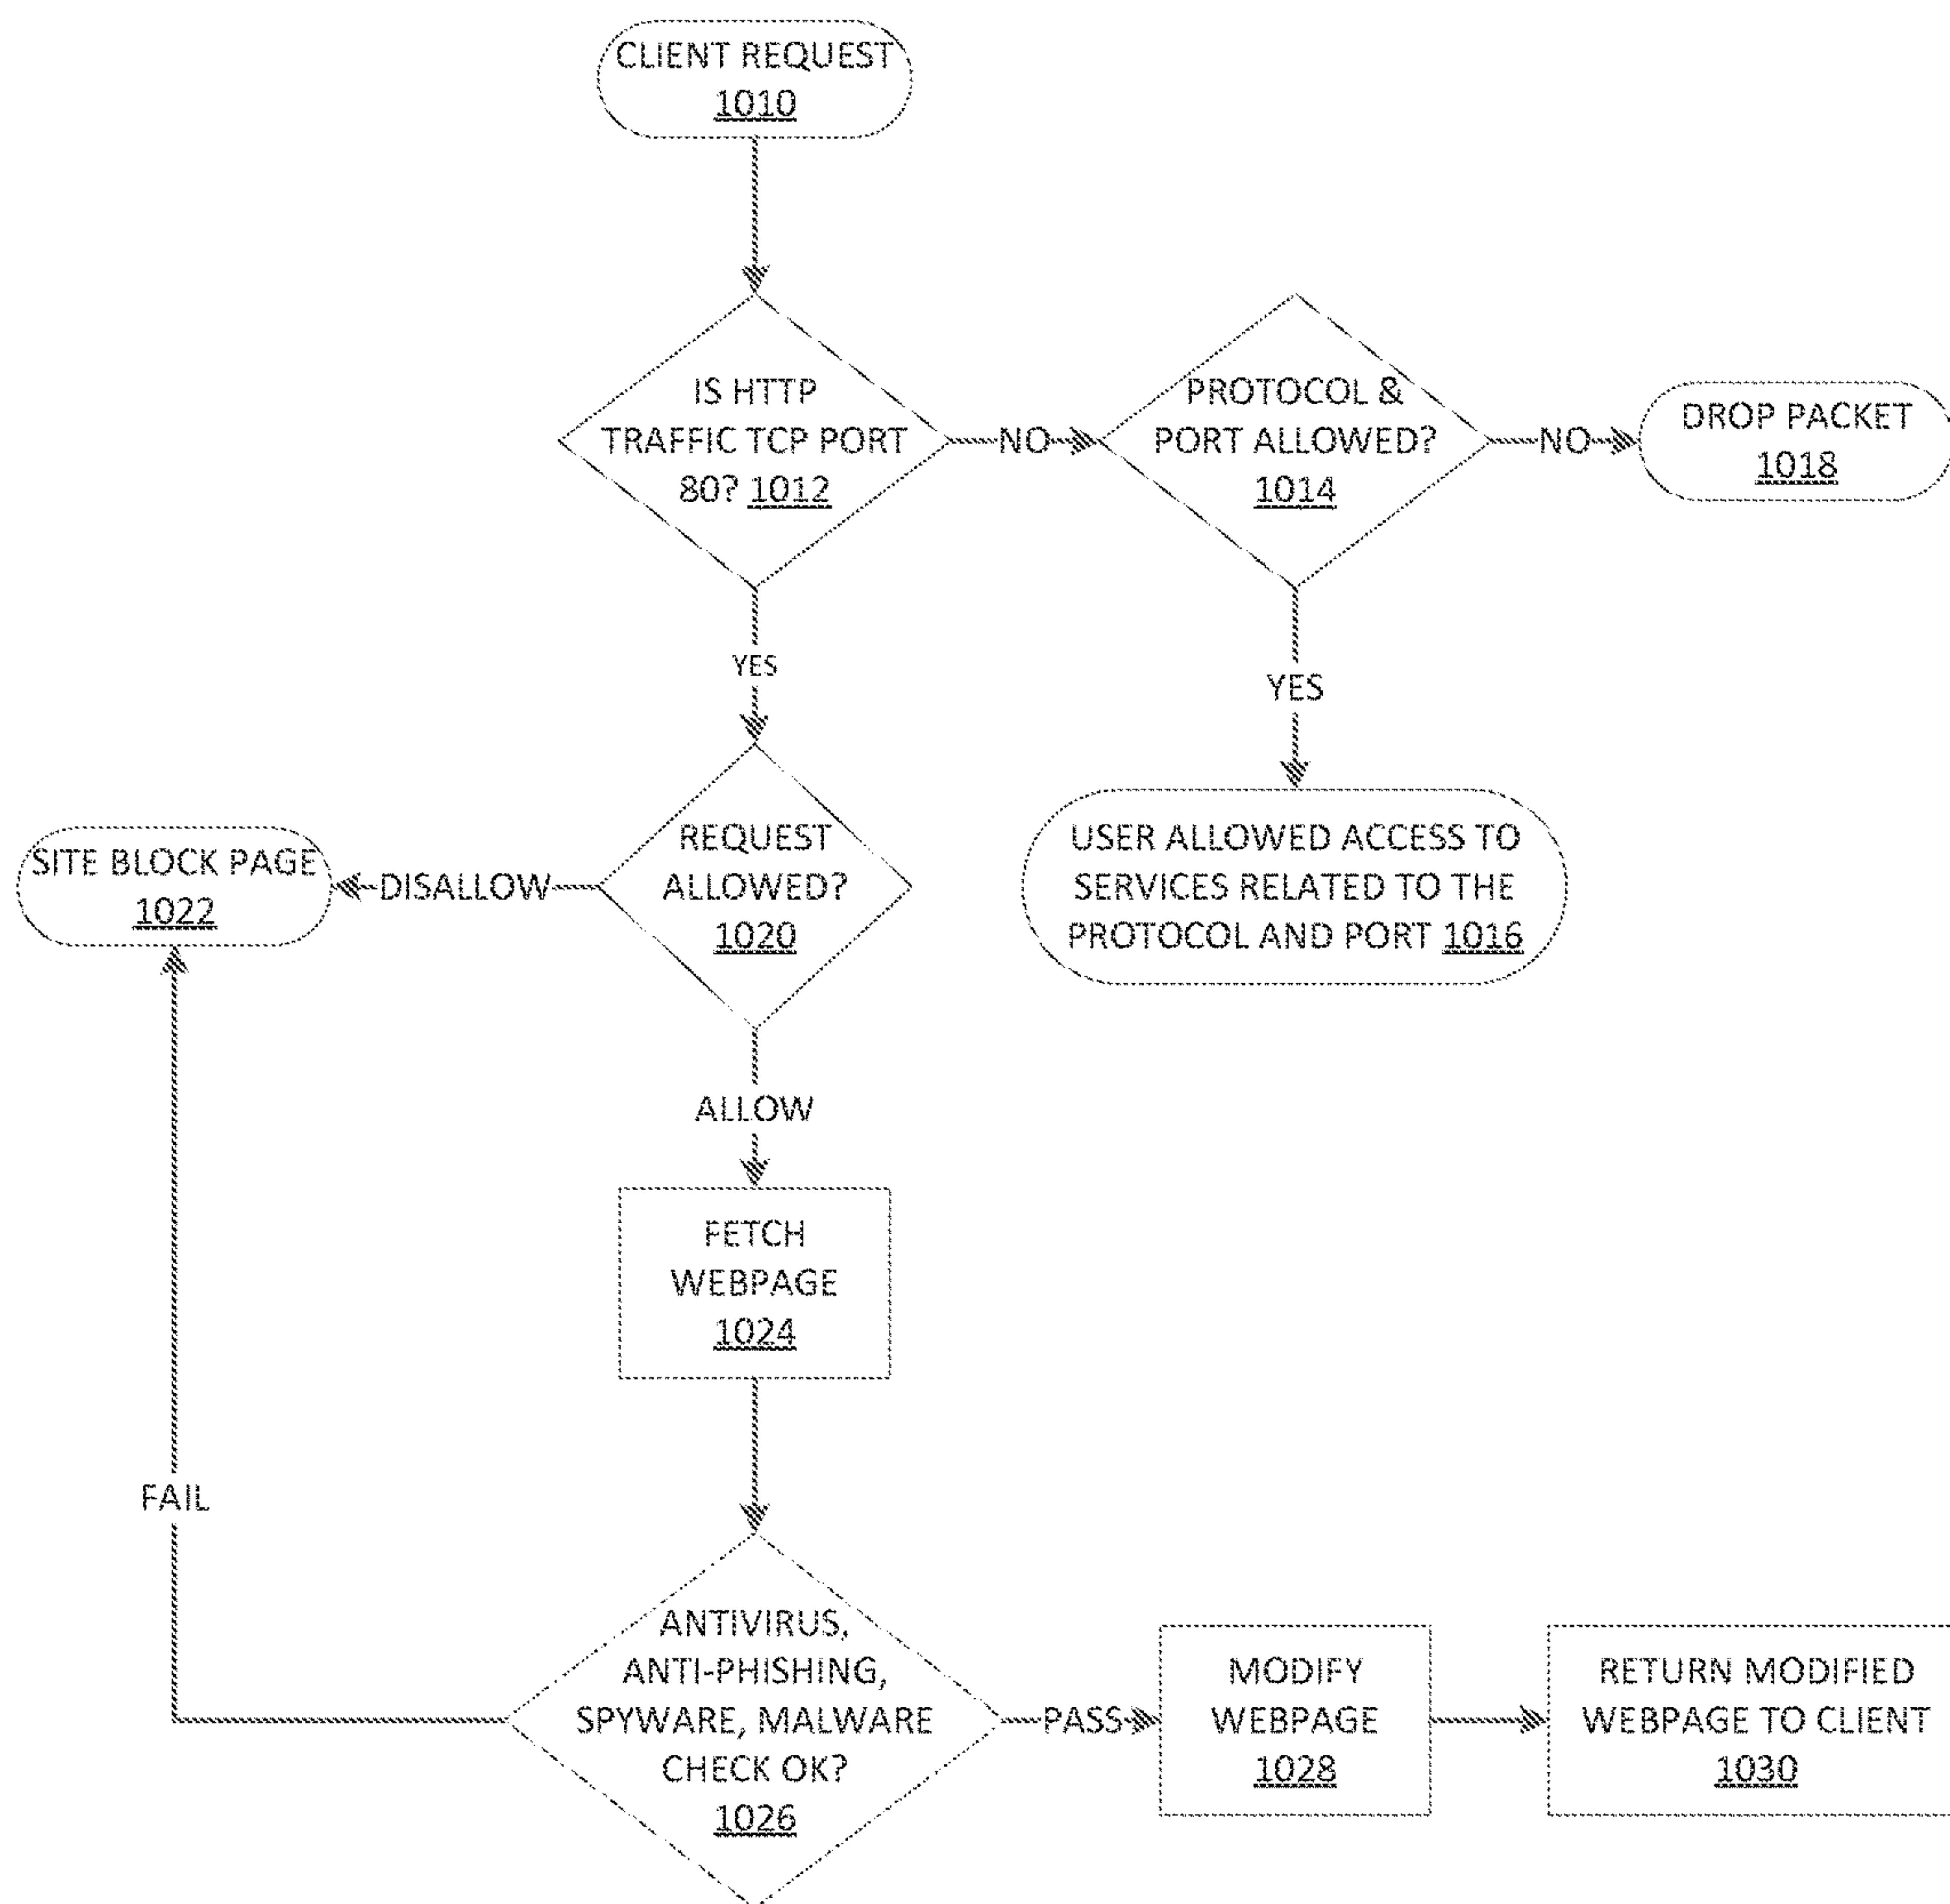 CLIENT REQUEST
1010
IS HTTP
TRAFFIC TCP PORT
80? 1012
NO
PROTOCOL &
PORT ALLOWED?
1014
NO
DROP PACKET
1018
YES
YES
SITE BLOCK PAGE
1022
DISALLOW
REQUEST
ALLOWED?
1020
USER ALLOWED ACCESS TO
SERVICES RELATED TO THE
PROTOCOL AND PORT 1016
ALLOW
FETCH
WEBPAGE
1024
FAIL
ANTIVIRUS,
ANTI-PHISHING,
SPYWARE, MALWARE
CHECK OK?
1026
PASS
MODIFY
WEBPAGE
1028
RETURN MODIFIED
WEBPAGE TO CLIENT
1030